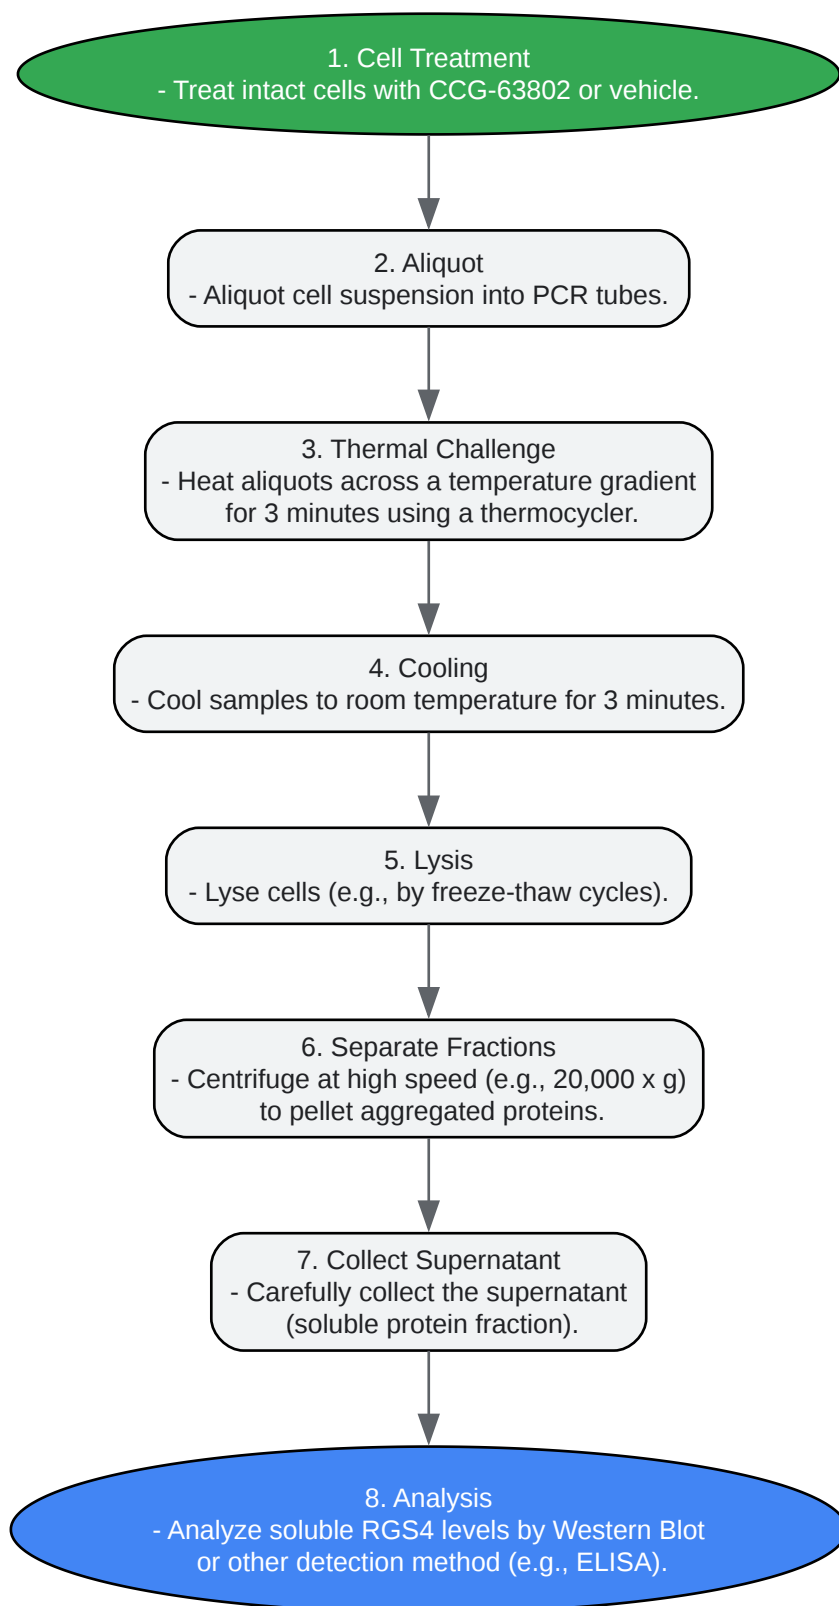 1. Cell Treatment
- Treat intact cells with CCG-63802 or vehicle.
2. Aliquot
- Aliquot cell suspension into PCR tubes.
3. Thermal Challenge
- Heat aliquots across a temperature gradient
for 3 minutes using a thermocycler.
4. Cooling
- Cool samples to room temperature for 3 minutes.
5. Lysis
- Lyse cells (e.g., by freeze-thaw cycles).
6. Separate Fractions
- Centrifuge at high speed (e.g., 20,000 x g)
to pellet aggregated proteins.
7. Collect Supernatant
- Carefully collect the supernatant
(soluble protein fraction).
8. Analysis
- Analyze soluble RGS4 levels by Western Blot
or other detection method (e.g., ELISA).